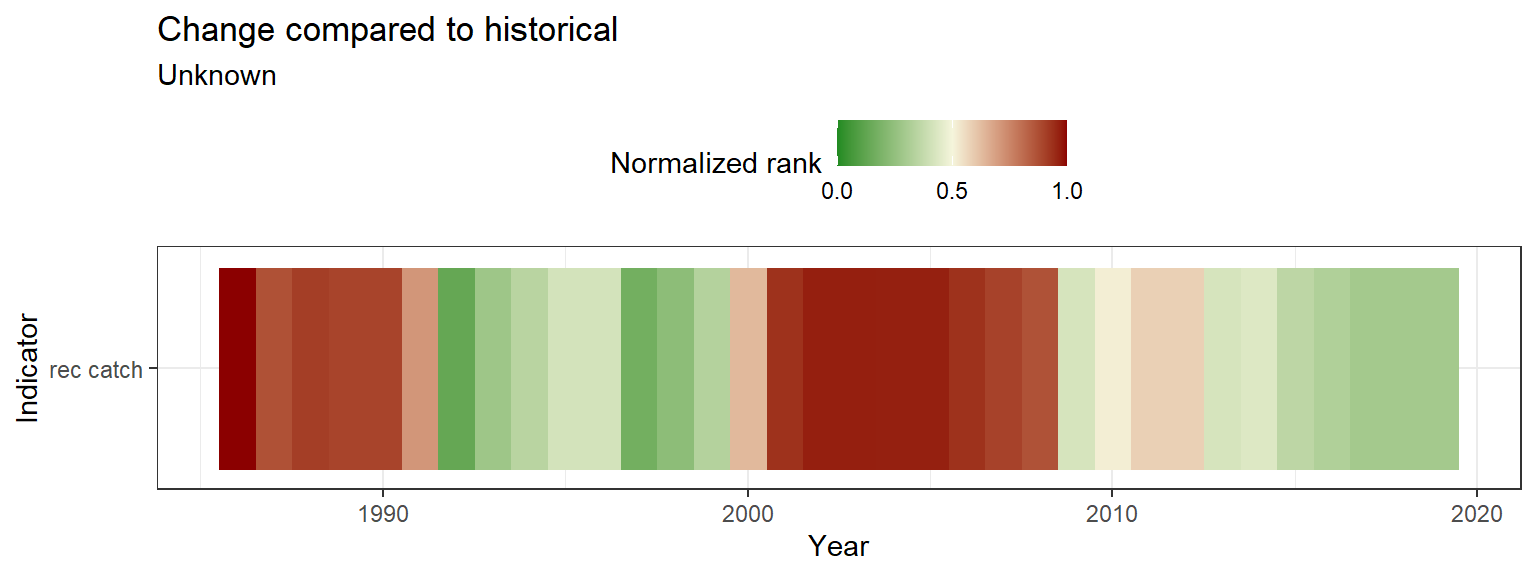 Change compared to historical
Unknown
Normalized rank
0.0 0.5 1.0
Indicator
rec catch
1990 2000 2010 2020
Year